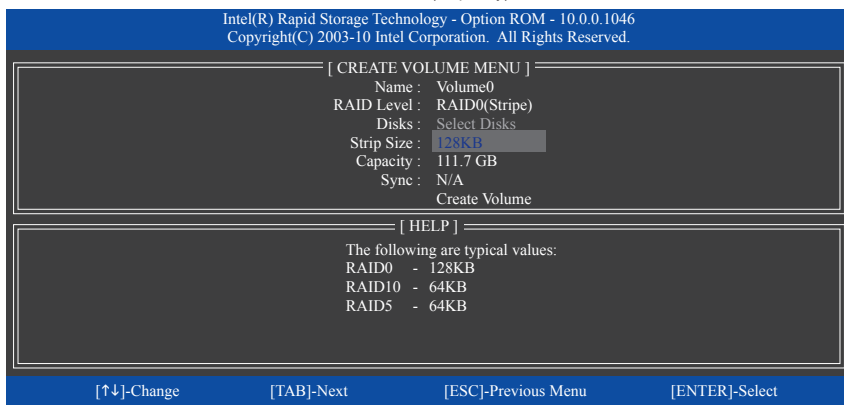 Intel(R) Rapid Storage Technology - Option ROM - 10.0.0.1046
Copyright(C) 2003-10 Intel Corporation. All Rights Reserved.
[ CREATE VOLUME MENU ]
Name : Volume0
RAID Level : RAID0(Stripe)
Disks : Select Disks
Strip Size : 128KB
Capacity : 111.7 GB
Sync : N/A
Create Volume
[ HELP ]
The following are typical values:
RAID0 - 128KB
RAID10 - 64KB
RAID5 - 64KB
[↑↓]-Change [TAB]-Next [ESC]-Previous Menu [ENTER]-Select